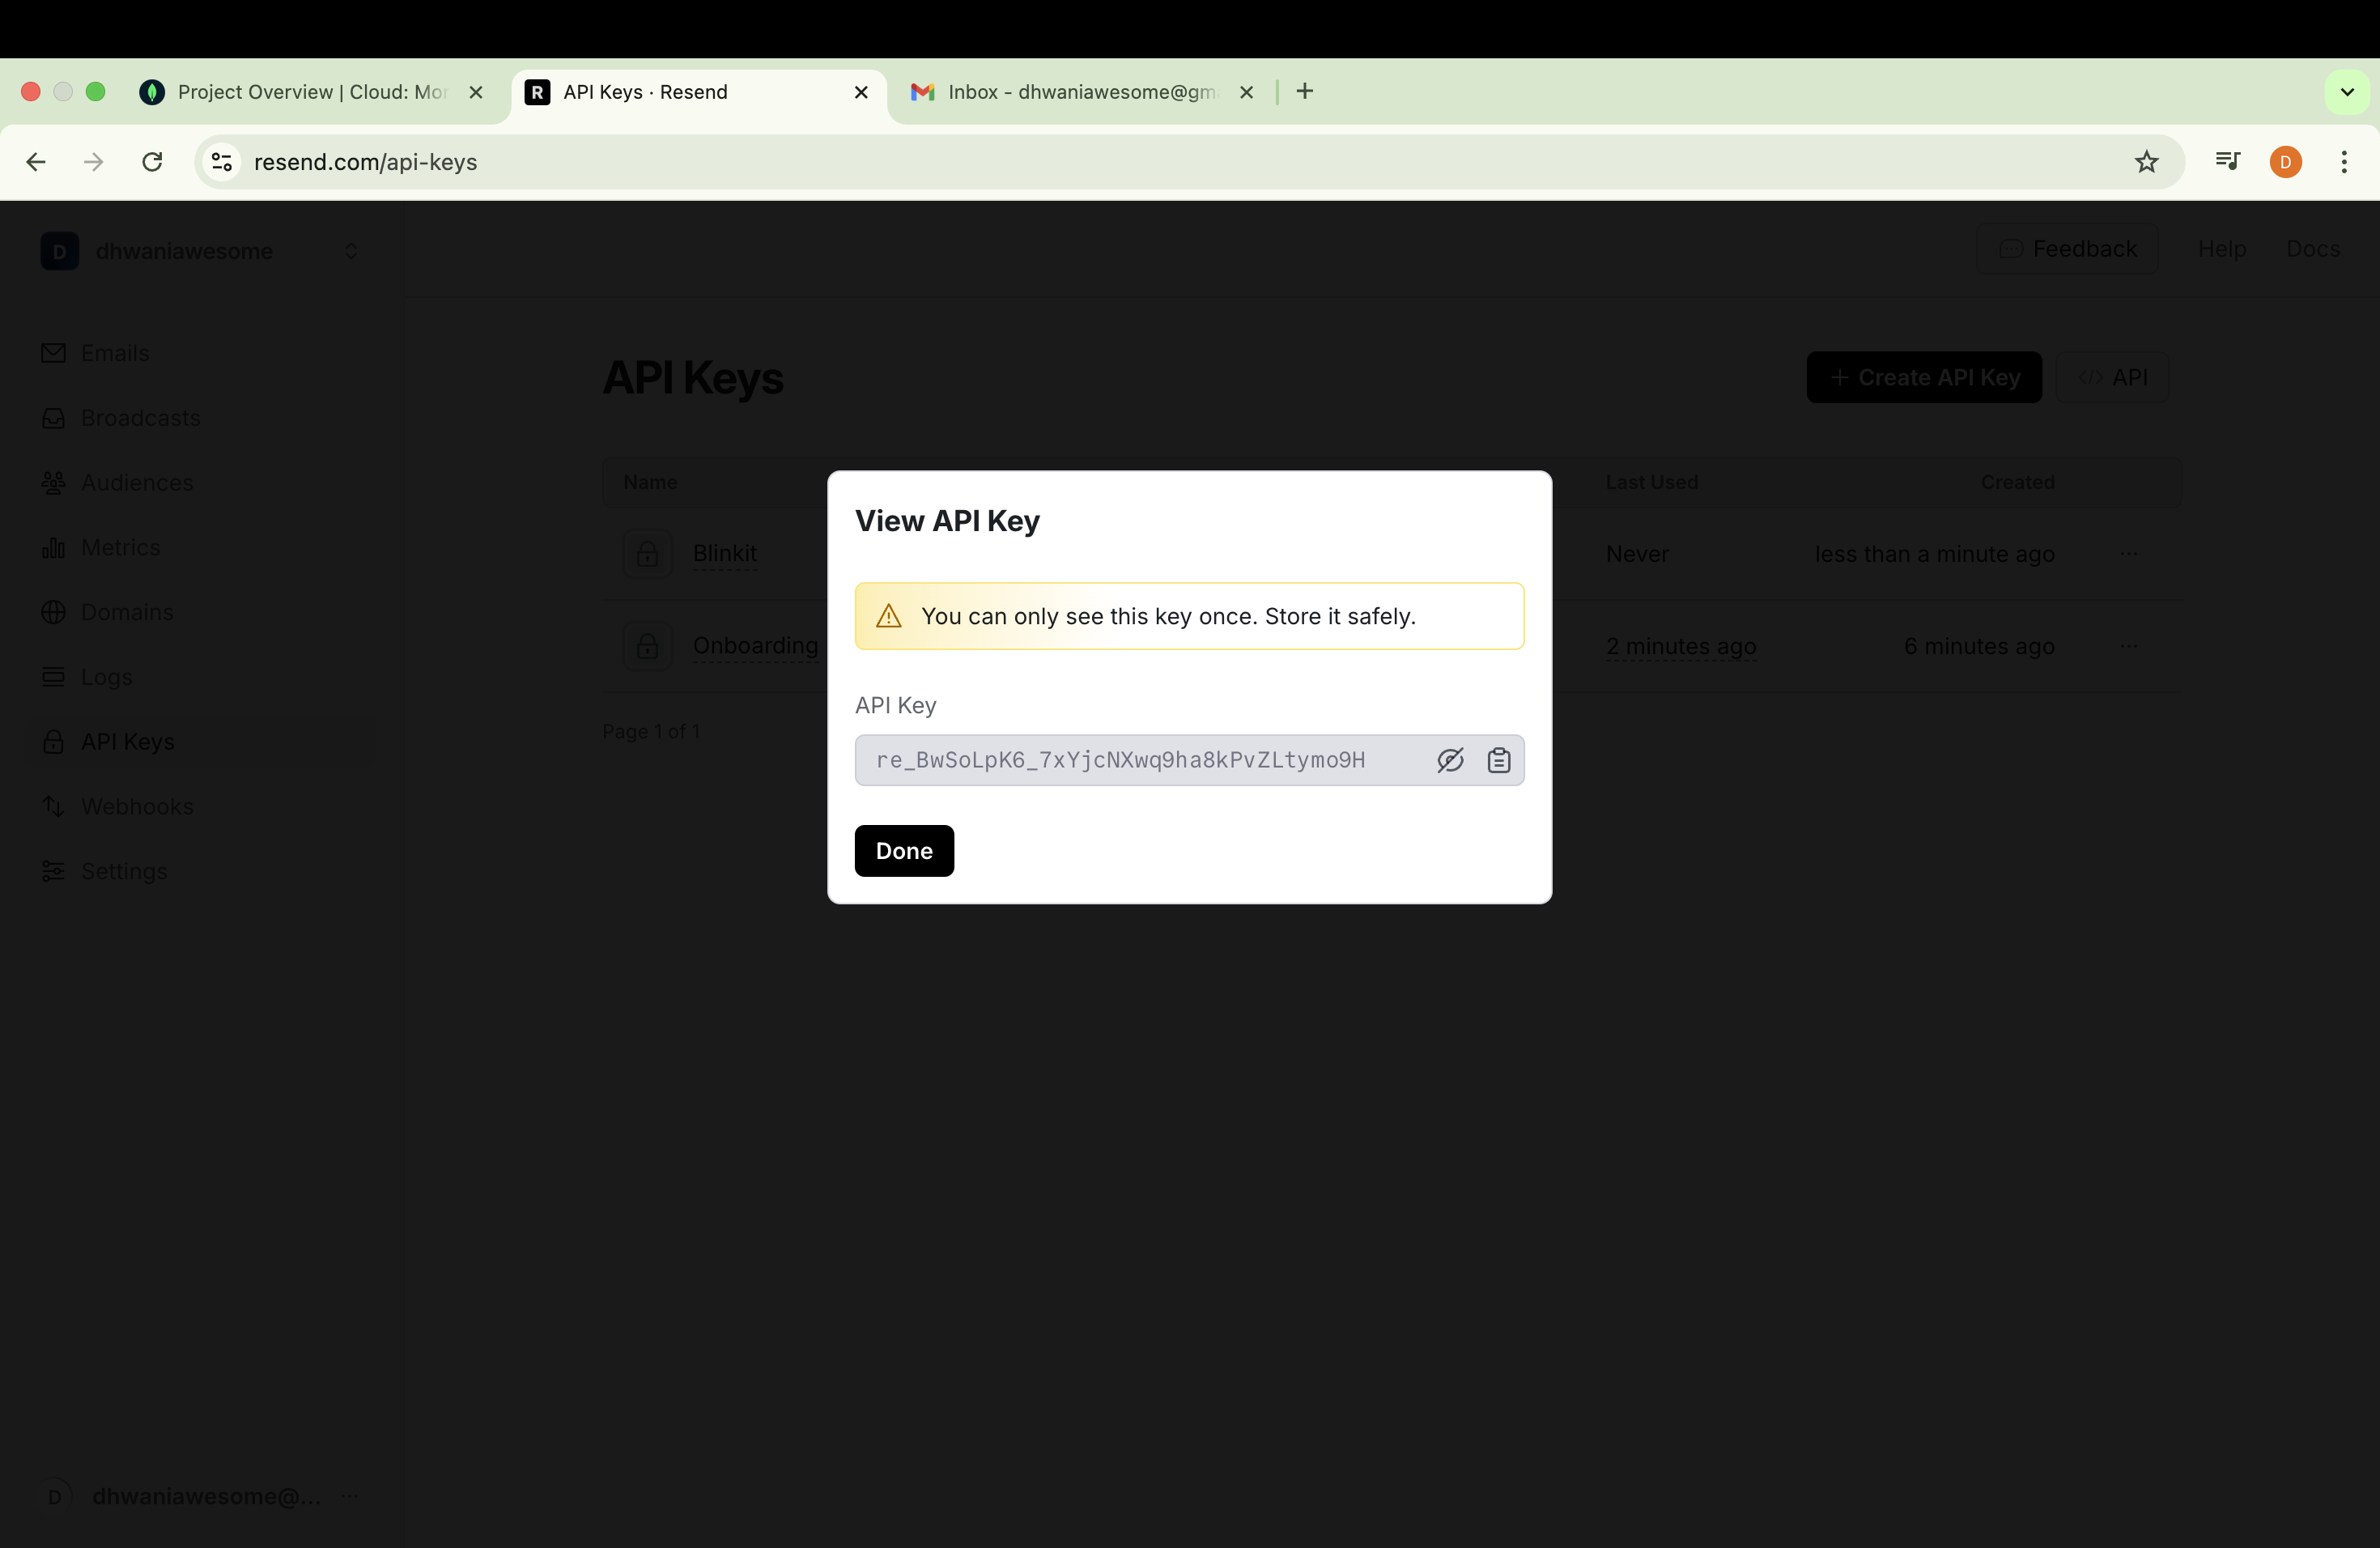 Project Overview | Cloud: Mon
API Keys · Resend
Inbox - dhwaniawesome@gm
resend.com/api-keys
D
D dhwaniawesome
Feedback
Help
Docs
Emails
Broadcasts
Audiences
Metrics
Domains
Logs
API Keys
Webhooks
Settings
API Keys
+ Create API Key
</> API
Name
Last Used
Created
Blinkit
Never
less than a minute ago
Onboarding
2 minutes ago
6 minutes ago
Page 1 of 1
View API Key
You can only see this key once. Store it safely.
API Key
re_BwSoLpK6_7xYjcNXwq9ha8kPvZLtymo9H
Done
D dhwaniawesome@...